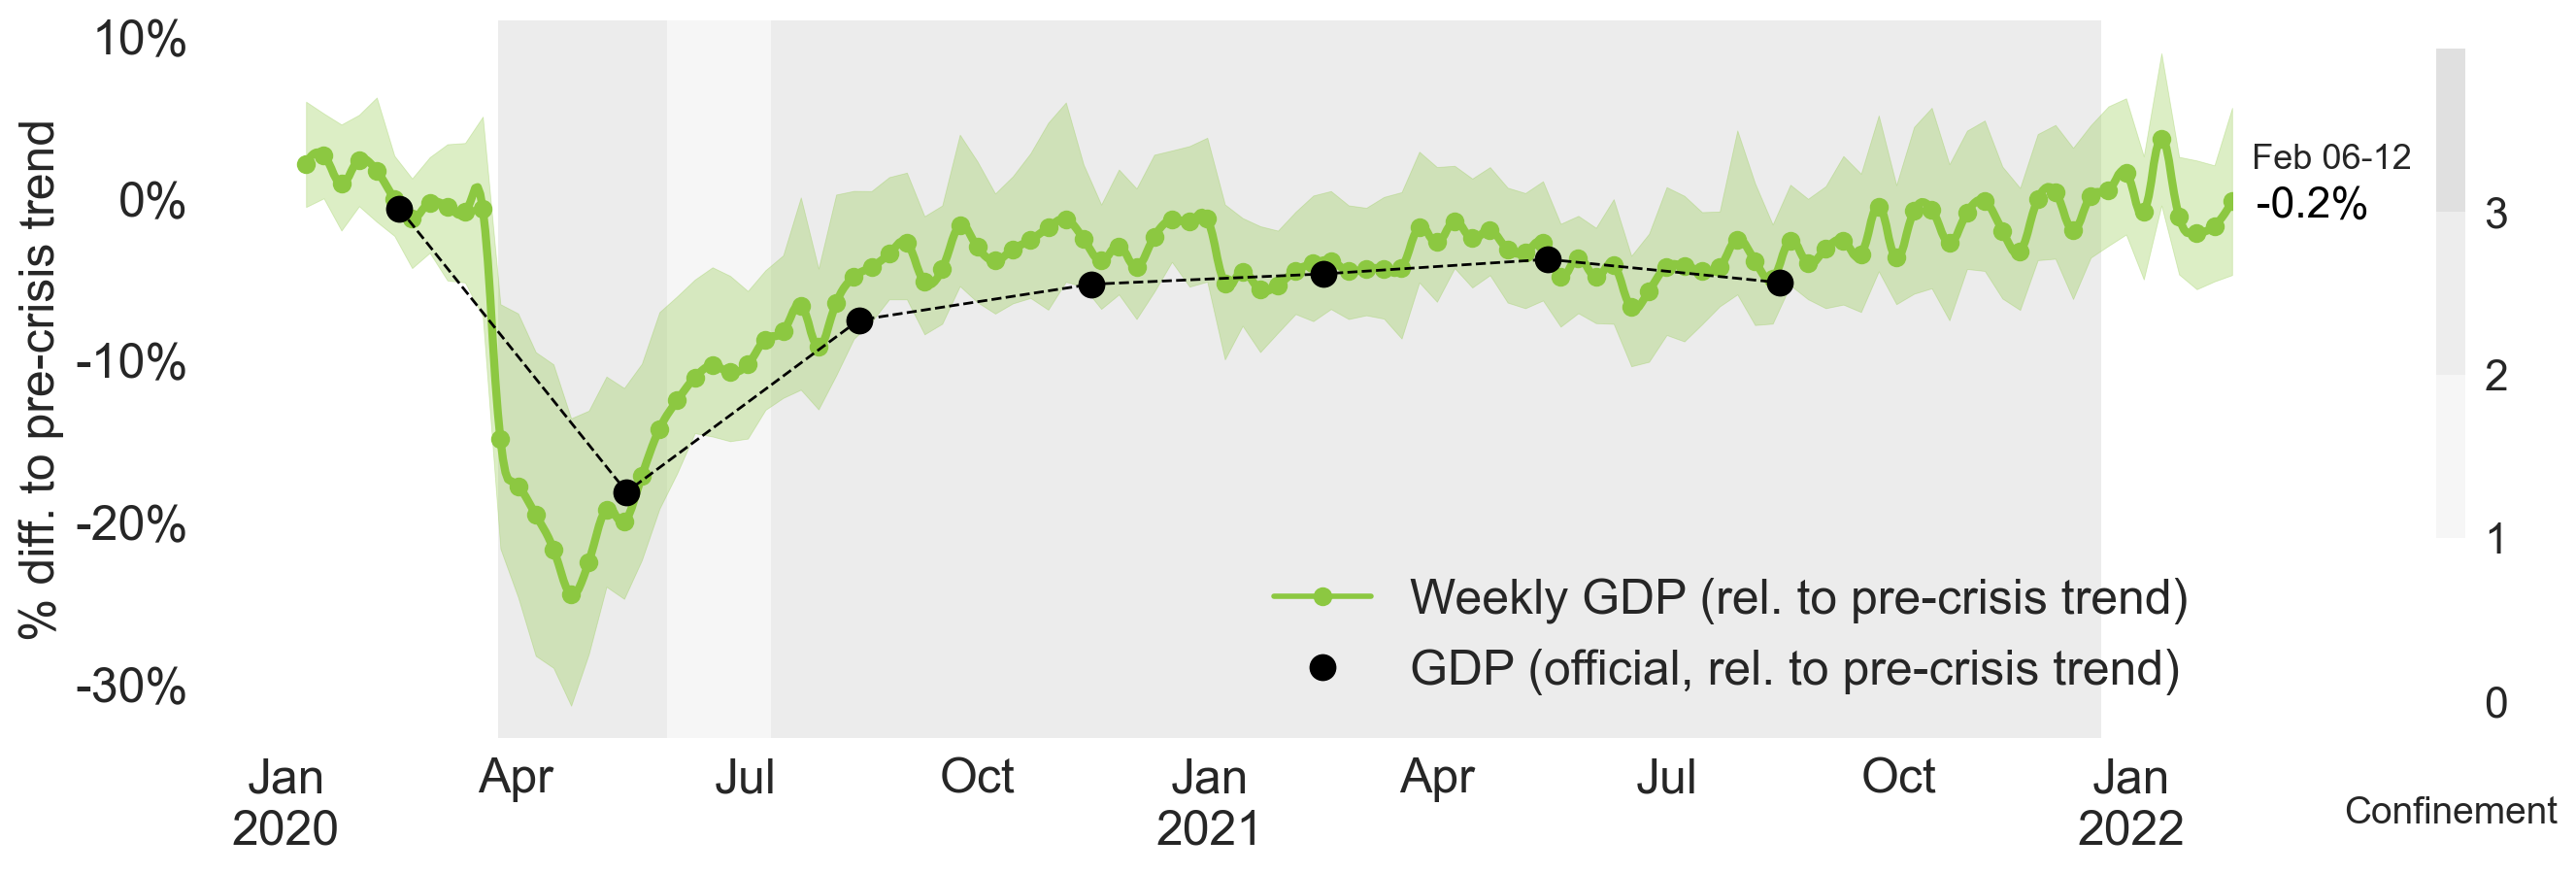 % diff. to pre-crisis trend
10%
0%
-10%
-20%
-30%
Jan
2020
Apr
Jul
Oct
Jan
2021
Apr
Jul
Oct
Jan
2022
Weekly GDP (rel. to pre-crisis trend)
GDP (official, rel. to pre-crisis trend)
Feb 06-12
-0.2%
3
2
1
0
Confinement